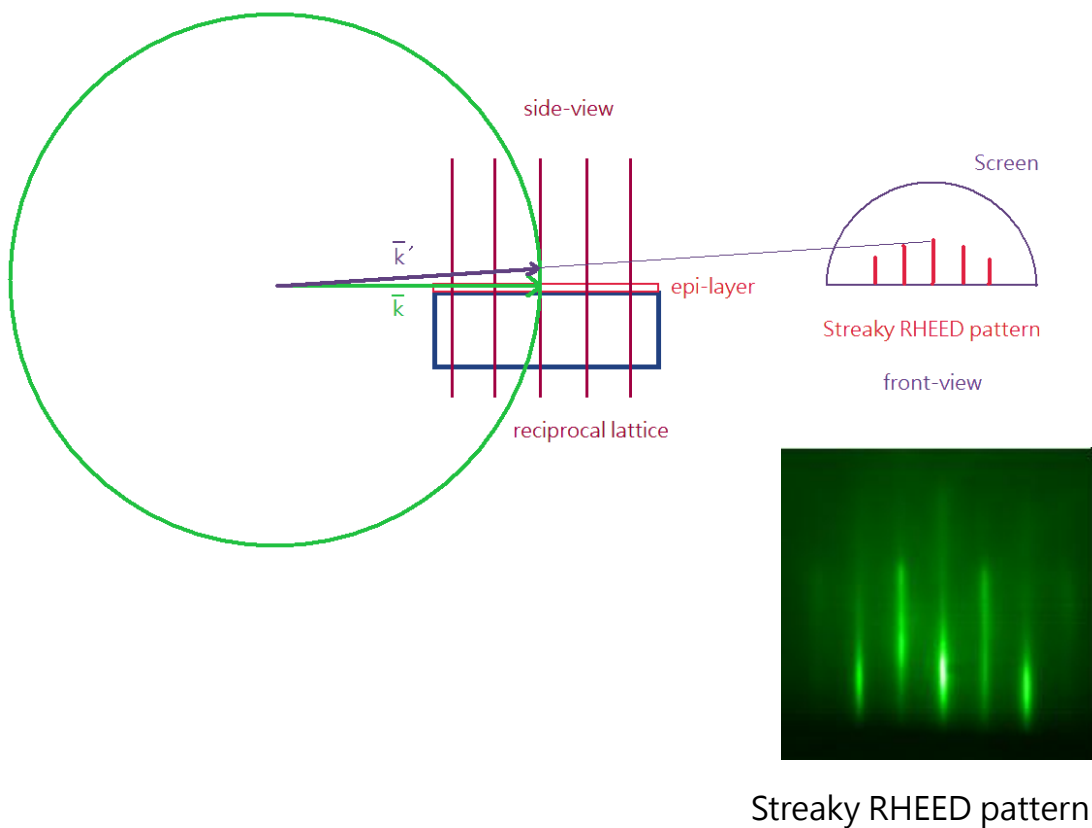 side-view
Screen
k̅′
k̅
epi-layer
Streaky RHEED pattern
front-view
reciprocal lattice
Streaky RHEED pattern